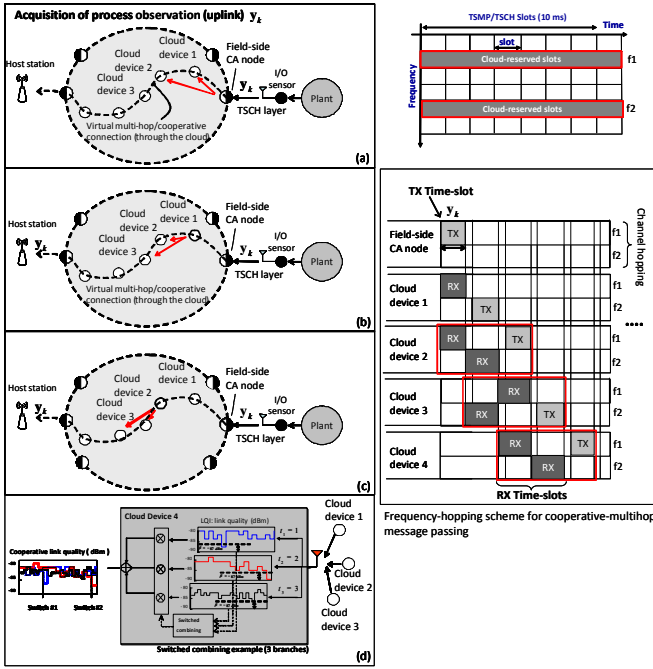 Acquisition of process observation (uplink) yₖ
Host station
yₖ
Cloud device 1
Cloud device 2
Cloud device 3
Field-side CA node
I/O sensor
Plant
TSCH layer
Virtual multi-hop/cooperative connection (through the cloud)
(a)
Host station
yₖ
Cloud device 1
Cloud device 2
Cloud device 3
Field-side CA node
I/O sensor
Plant
TSCH layer
Virtual multi-hop/cooperative connection (through the cloud)
(b)
Host station
yₖ
Cloud device 1
Cloud device 2
Cloud device 3
Field-side CA node
I/O sensor
Plant
TSCH layer
(c)
Cloud Device 4
LQI: link quality (dBm)
= 1
= 2
= 3
Cloud device 1
Cloud device 2
Cloud device 3
Cooperative link quality (dBm)
Switch #1
Switch #2
Switched combining
Switched combining example (3 branches)
(d)
TSMP/TSCH Slots (10 ms)
Time
slot
Frequency
Cloud-reserved slots
f1
Cloud-reserved slots
f2
TX Time-slot
yₖ
Channel hopping
Field-side CA node
TX
f1
f2
Cloud device 1
RX
f1
TX
f2
....
Cloud device 2
RX
TX
f1
RX
f2
Cloud device 3
RX
f1
RX
TX
f2
Cloud device 4
RX
TX
f1
RX
f2
RX Time-slots
Frequency-hopping scheme for cooperative-multihop
message passing